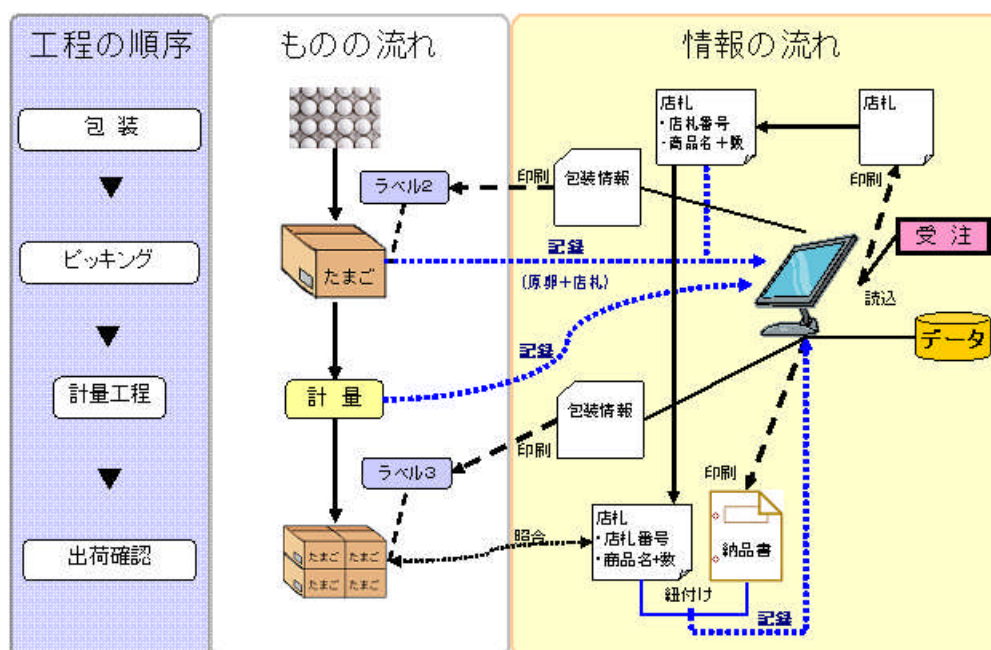 工程の順序
包装
ピッキング
計量工程
出荷確認
ものの流れ
ラベル2
たまご
計量
ラベル3
たまご
たまご
たまご
たまご
情報の流れ
店札
・店札番号
・商品名+数
店札
印刷
包装情報
印刷
受注
記録
(原卵+店札)
読込
データ
記録
包装情報
印刷
印刷
店札
・店札番号
・商品名+数
納品書
照合
紐付け
記録